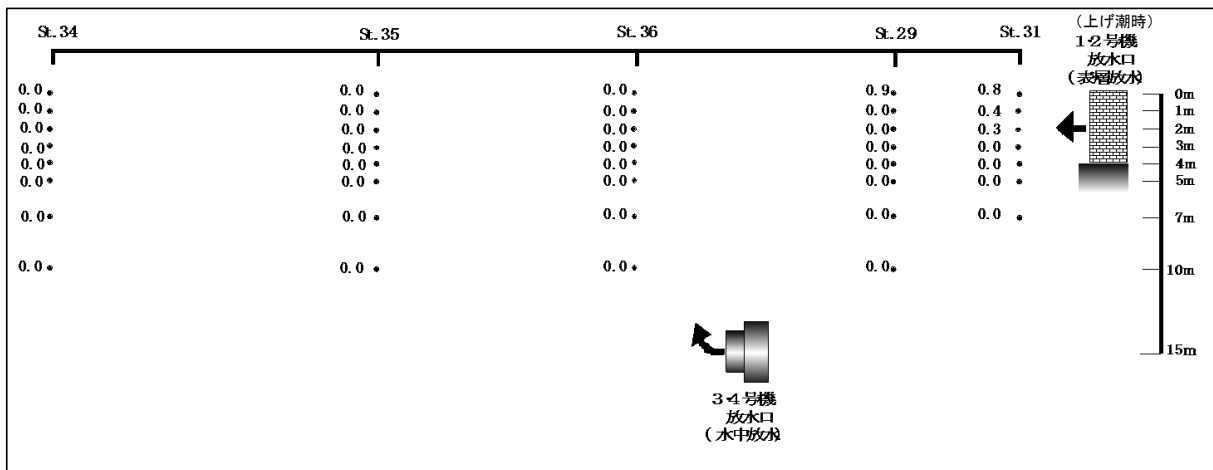 (上げ潮時)
St.34 St.35 St.36 St.29 St.31
1・2号機
放水口
(表層放水)
0.0 0.0 0.0 0.9 0.8 0m
0.0 0.0 0.0 0.0 0.4 1m
0.0 0.0 0.0 0.0 0.3 2m
0.0 0.0 0.0 0.0 0.0 3m
0.0 0.0 0.0 0.0 0.0 4m
0.0 0.0 0.0 0.0 0.0 5m
0.0 0.0 0.0 0.0 0.0 7m
0.0 0.0 0.0 0.0 10m
15m
3・4号機
放水口
(水中放水)